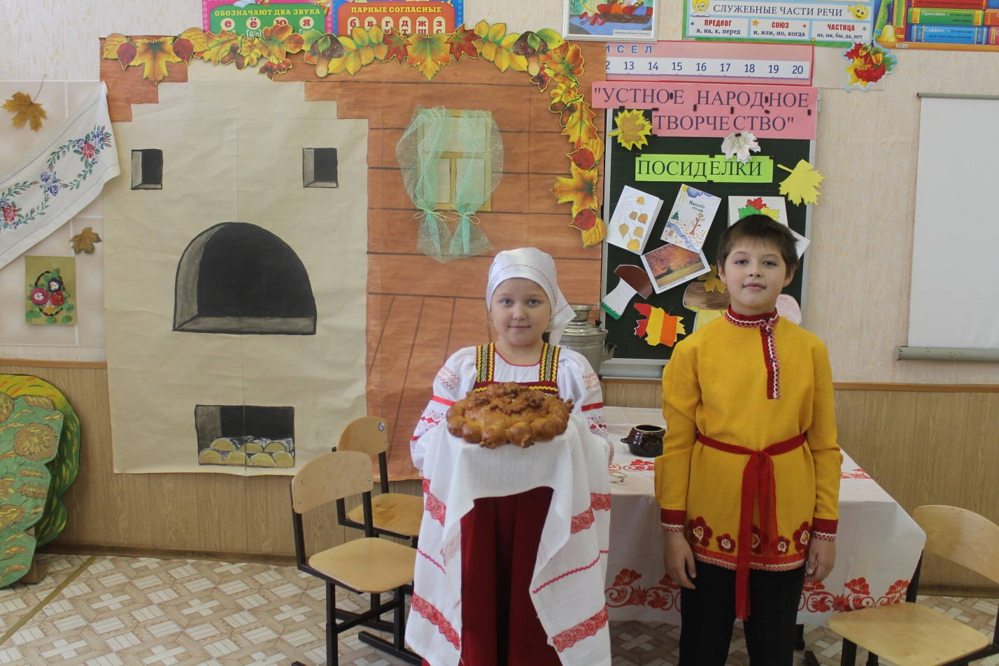 ОБОЗНАЧАЮТ ДВА ЗВУКА
е ё ю я
ПАРНЫЕ СОГЛАСНЫЕ
б в г д ж з
СЛУЖЕБНЫЕ ЧАСТИ РЕЧИ
ПРЕДЛОГ СОЮЗ ЧАСТИЦА
в, на, к, перед и, или, но, когда не, ни, бы, да, нет
Приставка
Суффикс
ИСЕЛ
12 13 14 15 16 17 18 19 20
"УСТНОЕ НАРОДНОЕ
ТВОРЧЕСТВО"
ПОСИДЕЛКИ